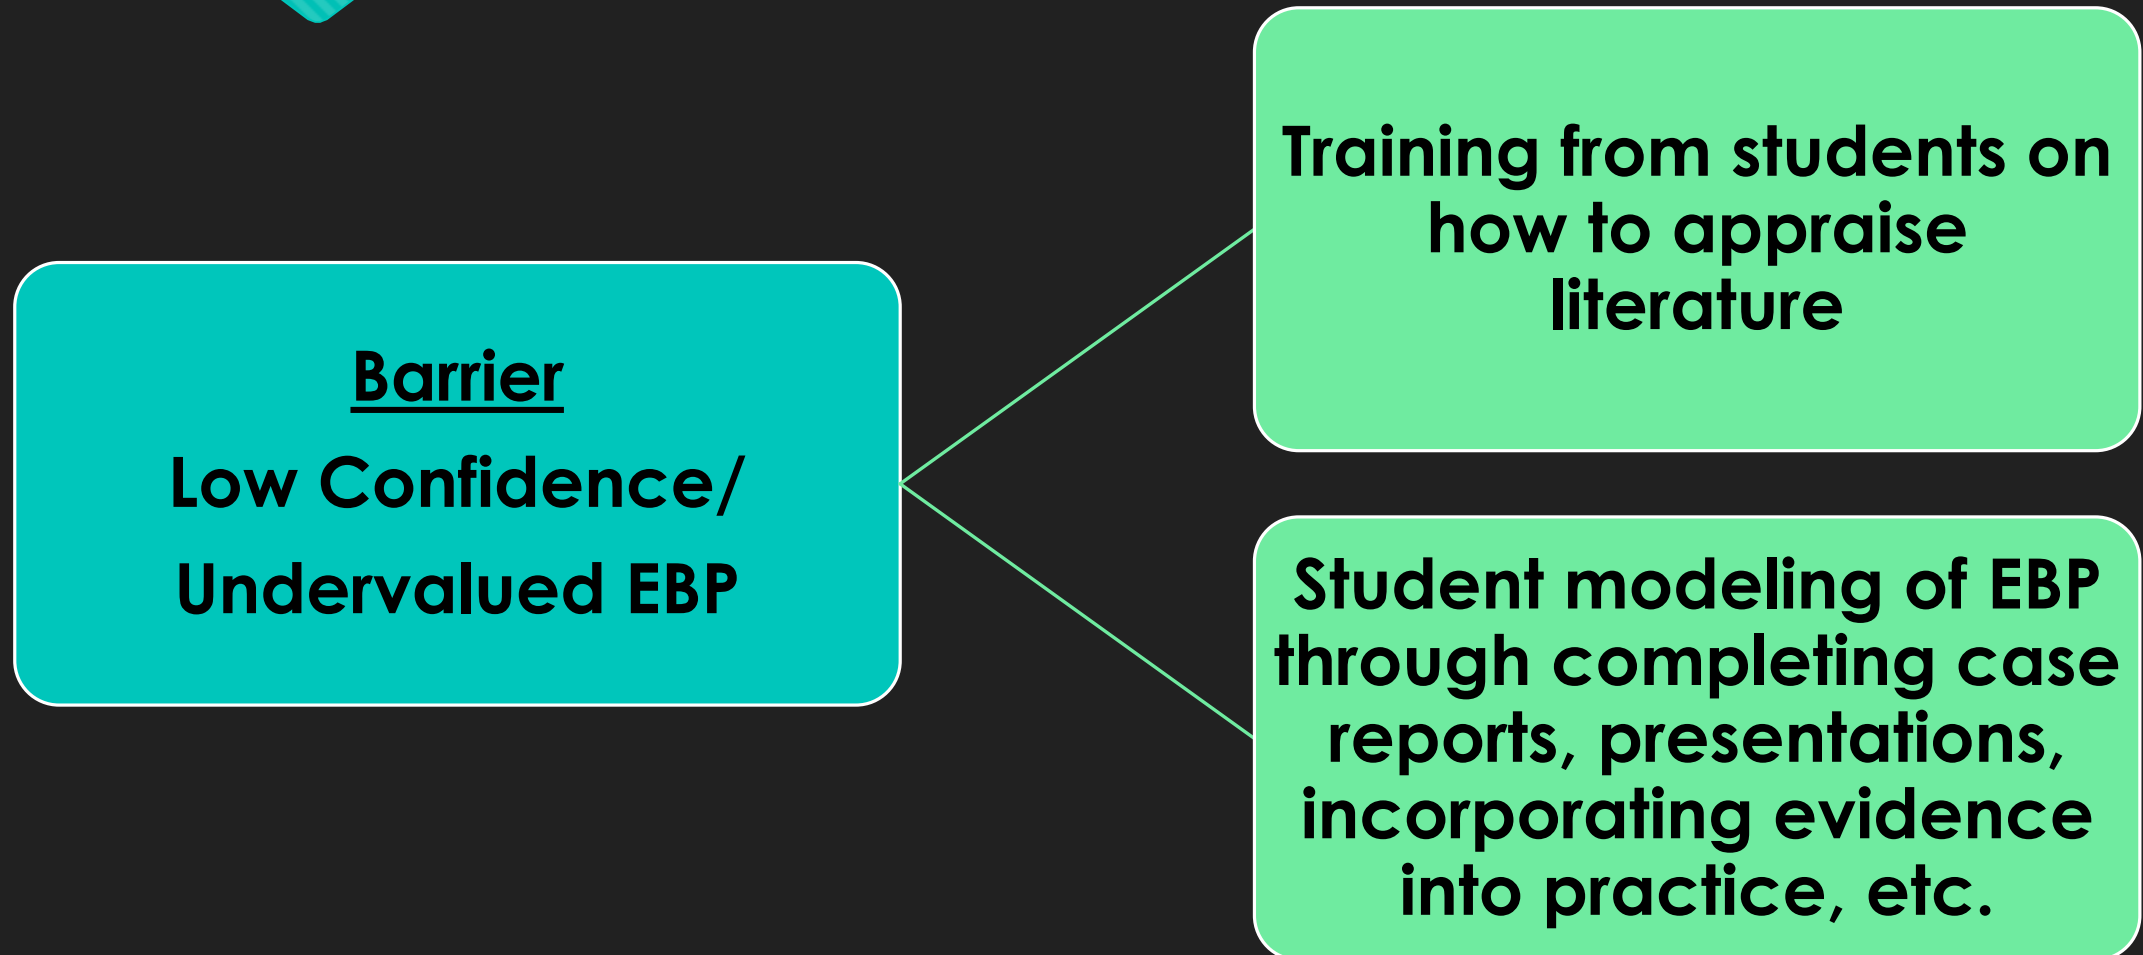 Barrier
Low Confidence/
Undervalued EBP
Training from students on
how to appraise
literature
Student modeling of EBP
through completing case
reports, presentations,
incorporating evidence
into practice, etc.